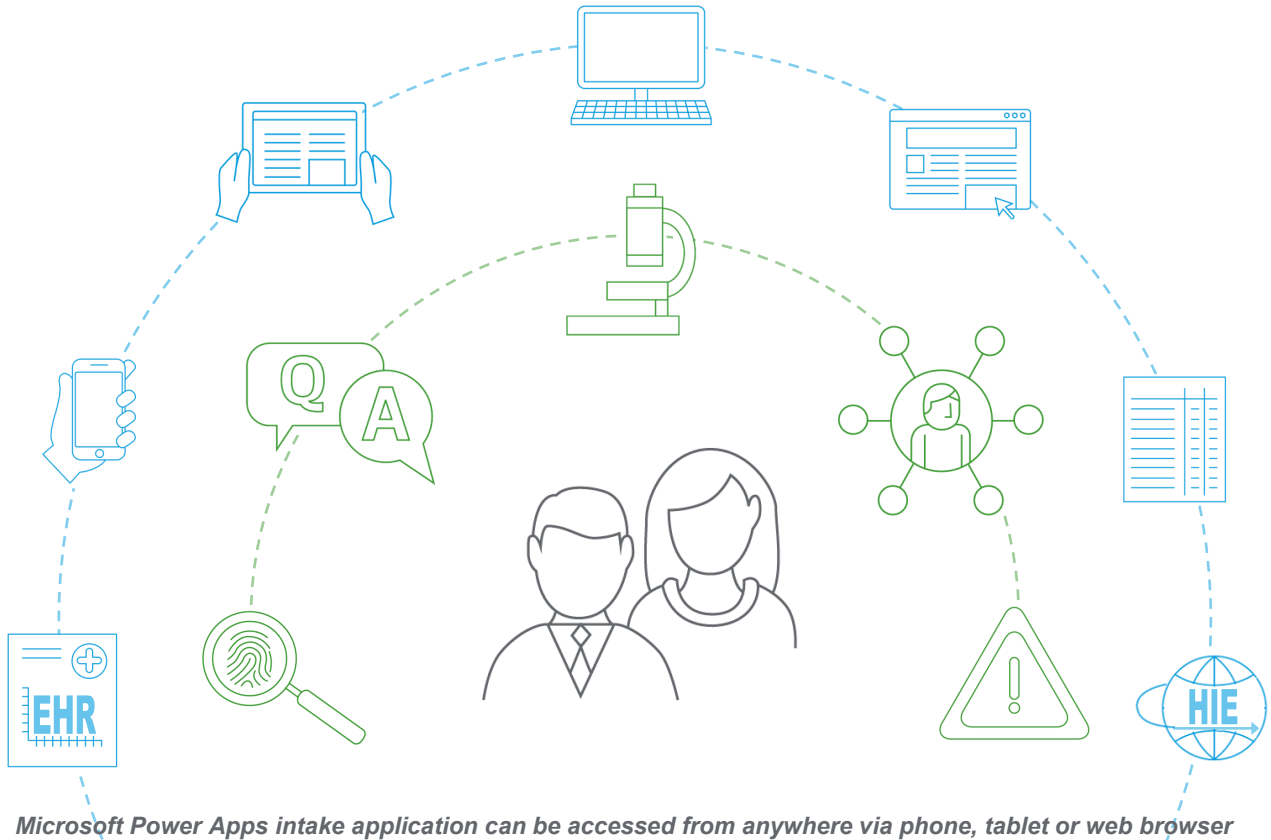 Q
A
EHR
HIE
Microsoft Power Apps intake application can be accessed from anywhere via phone, tablet or web browser